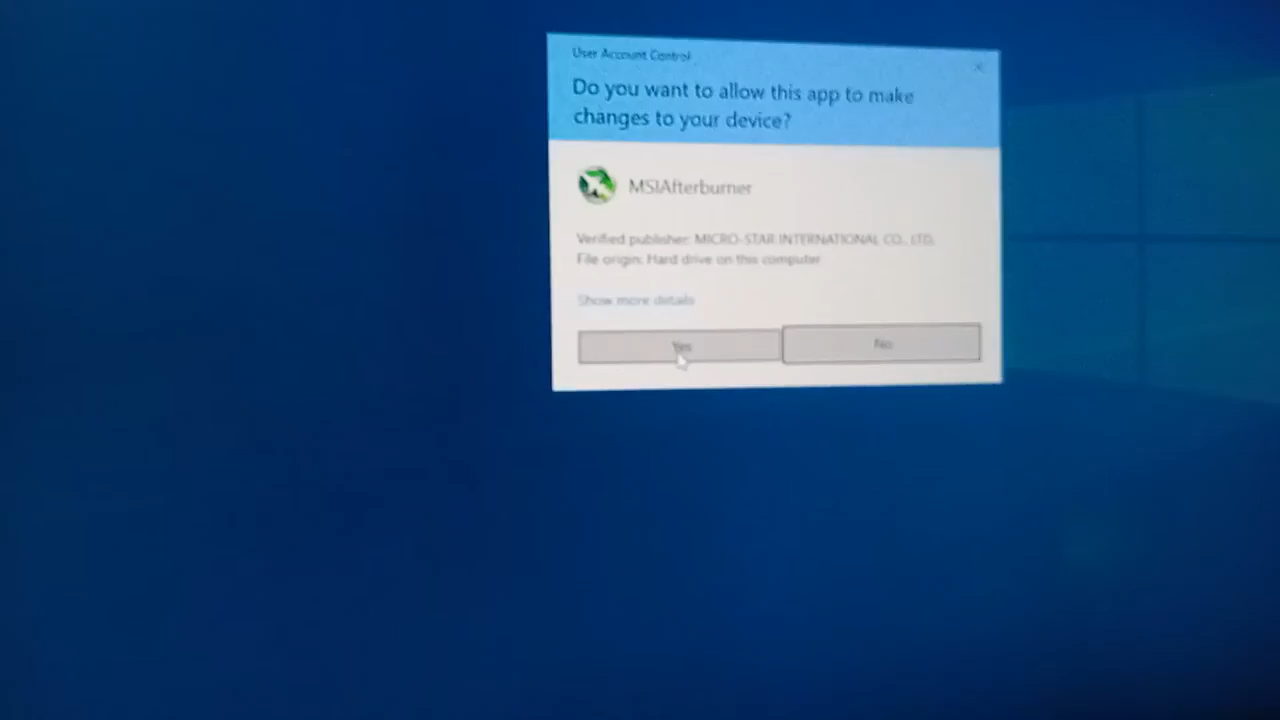 User Account Control
Do you want to allow this app to make
changes to your device?
MSIAfterburner
Verified publisher: MICRO-STAR INTERNATIONAL CO., LTD.
File origin: Hard drive on this computer
Show more details
Yes
No